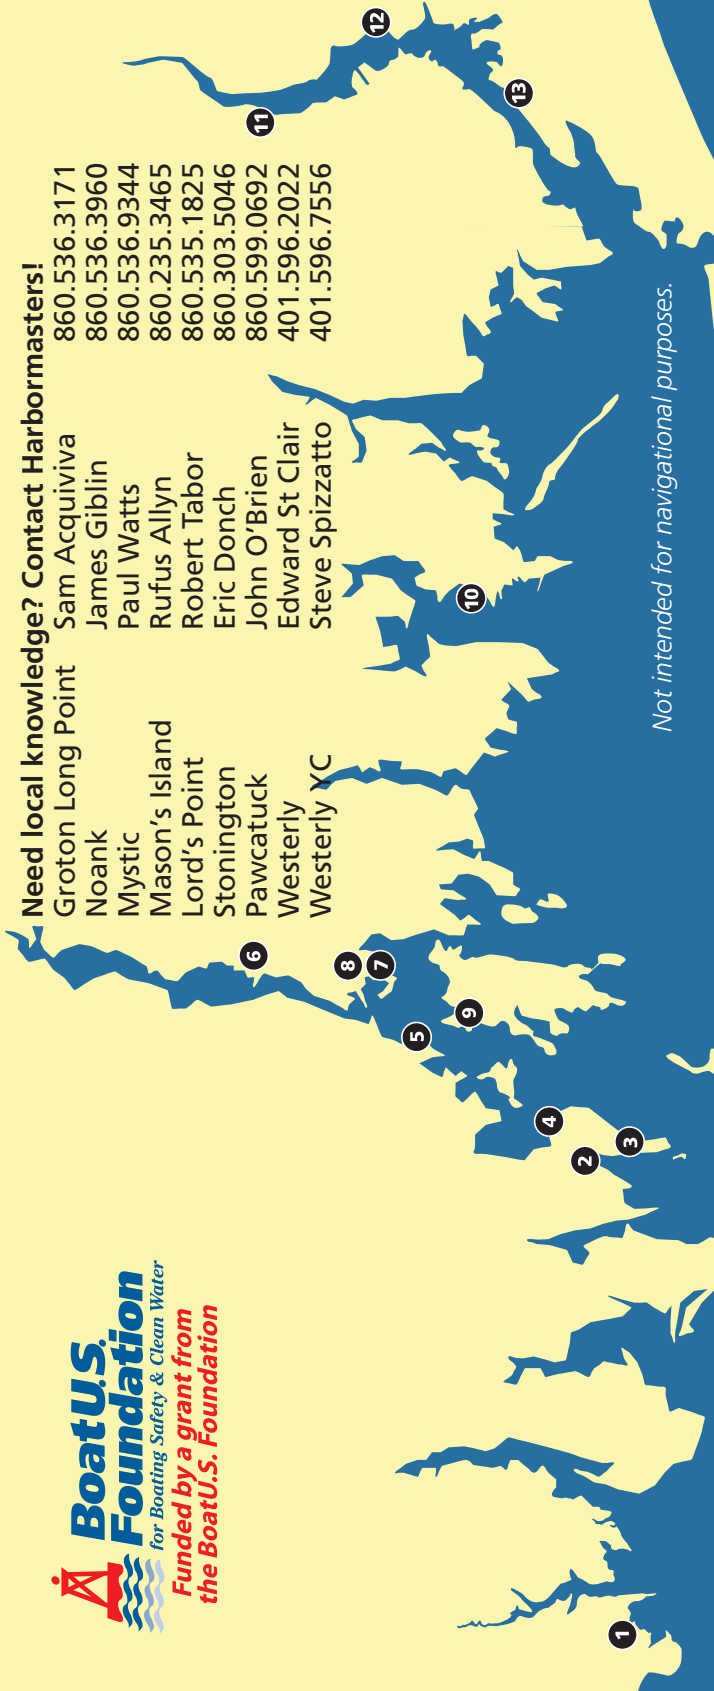 Need local knowledge? Contact Harbormasters!
Groton Long Point Sam Acquiviva 860.536.3171
Noank James Giblin 860.536.3960
Mystic Paul Watts 860.536.9344
Mason's Island Rufus Allyn 860.235.3465
Lord's Point Robert Tabor 860.535.1825
Stonington Eric Donch 860.303.5046
Pawcatuck John O'Brien 860.599.0692
Westerly Edward St Clair 401.596.2022
Westerly YC Steve Spizzatto 401.596.7556
BoatU.S.
Foundation
for Boating Safety & Clean Water
Funded by a grant from
the BoatU.S. Foundation
1
2
3
4
5
6
7
8
9
10
11
12
13
Not intended for navigational purposes.